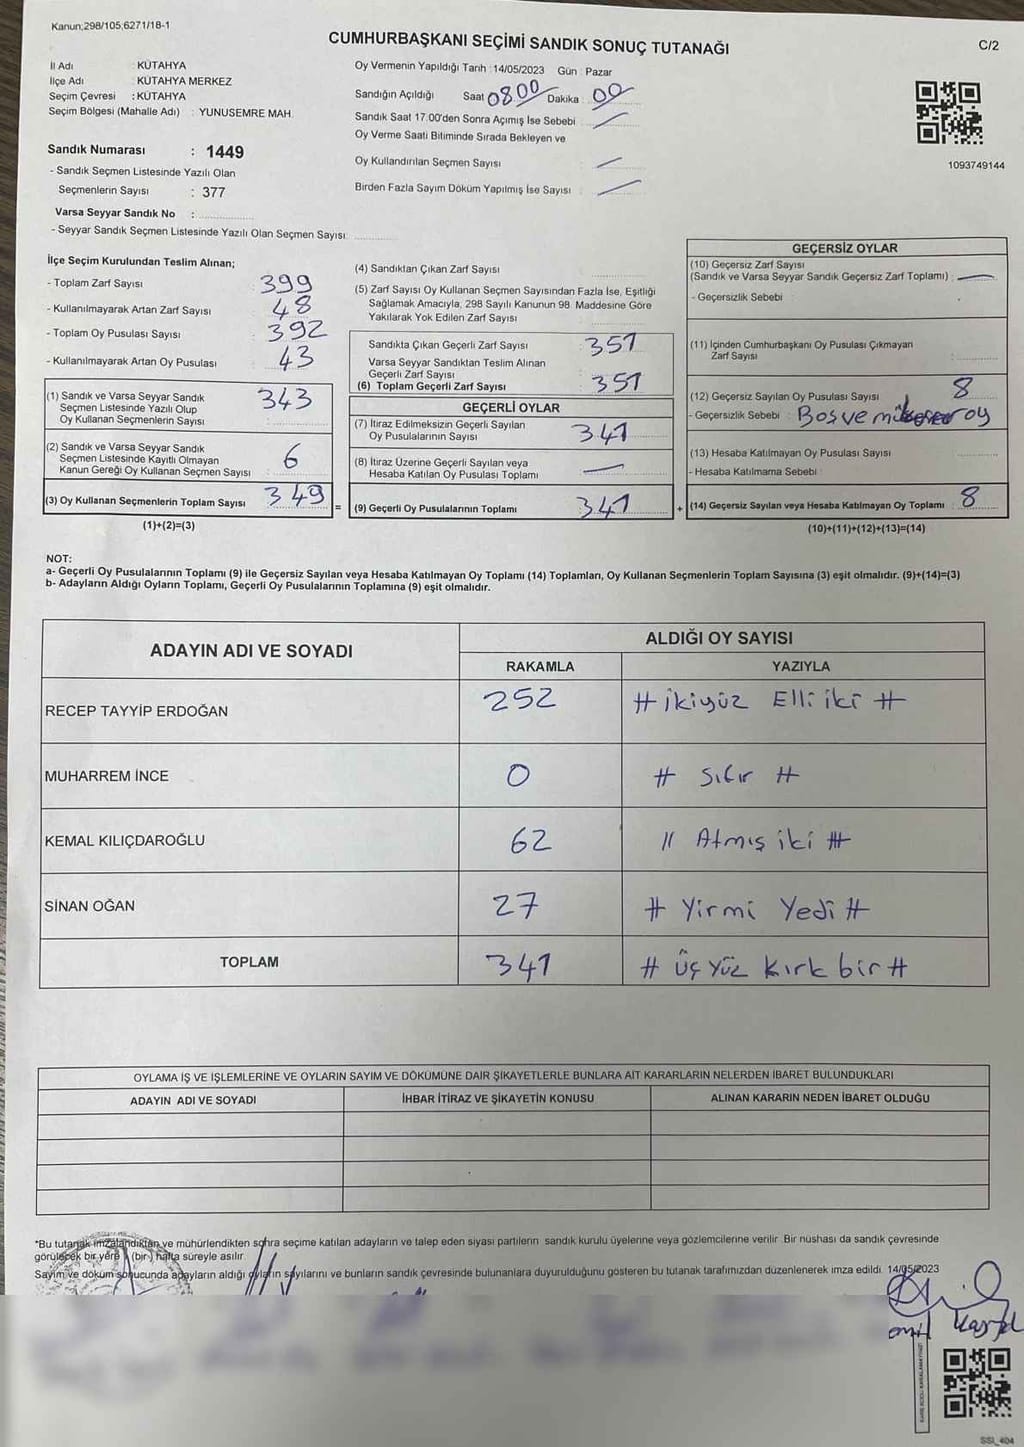 Kanun:298/105;6271/18-1
CUMHURBAŞKANI SEÇİMİ SANDIK SONUÇ TUTANAĞI
C/2
İl Adı : KÜTAHYA
İlçe Adı : KÜTAHYA MERKEZ
Seçim Çevresi : KÜTAHYA
Seçim Bölgesi (Mahalle Adı) : YUNUSEMRE MAH.
Sandık Numarası : 1449
- Sandık Seçmen Listesinde Yazılı Olan
Seçmenlerin Sayısı : 377
Varsa Seyyar Sandık No :
- Seyyar Sandık Seçmen Listesinde Yazılı Olan Seçmen Sayısı:
Oy Vermenin Yapıldığı Tarih : 14/05/2023 Gün : Pazar
Sandığın Açıldığı Saat 08.00 Dakika 00
Sandık Saat 17.00'den Sonra Açımış İse Sebebi :
Oy Verme Saati Bitiminde Sırada Bekleyen ve
Oy Kullandırılan Seçmen Sayısı :
Birden Fazla Sayım Döküm Yapılmış İse Sayısı :
1093749144
İlçe Seçim Kurulundan Teslim Alınan;
- Toplam Zarf Sayısı : 399
- Kullanılmayarak Artan Zarf Sayısı : 48
- Toplam Oy Pusulası Sayısı : 392
- Kullanılmayarak Artan Oy Pusulası : 43
(1) Sandık ve Varsa Seyyar Sandık
Seçmen Listesinde Yazılı Olup
Oy Kullanan Seçmenlerin Sayısı : 343
(2) Sandık ve Varsa Seyyar Sandık
Seçmen Listesinde Kayıtlı Olmayan
Kanun Gereği Oy Kullanan Seçmen Sayısı : 6
(3) Oy Kullanan Seçmenlerin Toplam Sayısı : 349
(1)+(2)=(3)
=
(4) Sandıktan Çıkan Zarf Sayısı
(5) Zarf Sayısı Oy Kullanan Seçmen Sayısından Fazla İse, Eşitliği
Sağlamak Amacıyla, 298 Sayılı Kanunun 98. Maddesine Göre
Yakılarak Yok Edilen Zarf Sayısı
Sandıkta Çıkan Geçerli Zarf Sayısı : 351
Varsa Seyyar Sandıktan Teslim Alınan
Geçerli Zarf Sayısı
(6) Toplam Geçerli Zarf Sayısı : 351
GEÇERLİ OYLAR
(7) İtiraz Edilmeksizin Geçerli Sayılan
Oy Pusulalarının Sayısı : 341
(8) İtiraz Üzerine Geçerli Sayılan veya
Hesaba Katılan Oy Pusulası Toplamı :
(9) Geçerli Oy Pusulalarının Toplamı : 341
+
GEÇERSİZ OYLAR
(10) Geçersiz Zarf Sayısı
(Sandık ve Varsa Seyyar Sandık Geçersiz Zarf Toplamı) :
- Geçersizlik Sebebi :
(11) İçinden Cumhurbaşkanı Oy Pusulası Çıkmayan
Zarf Sayısı :
(12) Geçersiz Sayılan Oy Pusulası Sayısı : 8
- Geçersizlik Sebebi : Boş ve oy
(13) Hesaba Katılmayan Oy Pusulası Sayısı :
- Hesaba Katılmama Sebebi :
(14) Geçersiz Sayılan veya Hesaba Katılmayan Oy Toplamı : 8
(10)+(11)+(12)+(13)=(14)
NOT:
a- Geçerli Oy Pusulalarının Toplamı (9) ile Geçersiz Sayılan veya Hesaba Katılmayan Oy Toplamı (14) Toplamları, Oy Kullanan Seçmenlerin Toplam Sayısına (3) eşit olmalıdır. (9)+(14)=(3)
b- Adayların Aldığı Oyların Toplamı, Geçerli Oy Pusulalarının Toplamına (9) eşit olmalıdır.
ADAYIN ADI VE SOYADI
ALDIĞI OY SAYISI
RAKAMLA YAZIYLA
RECEP TAYYİP ERDOĞAN 252 # İkiyüz Elli iki #
MUHARREM İNCE 0 # Sıfır #
KEMAL KILIÇDAROĞLU 62 // Atmış iki #
SİNAN OĞAN 27 # Yirmi Yedi #
TOPLAM 341 # Üç Yüz Kırk bir #
OYLAMA İŞ VE İŞLEMLERİNE VE OYLARIN SAYIM VE DÖKÜMÜNE DAİR ŞİKAYETLERLE BUNLARA AİT KARARLARIN NELERDEN İBARET BULUNDUKLARI
ADAYIN ADI VE SOYADI İHBAR İTİRAZ VE ŞİKAYETİN KONUSU ALINAN KARARIN NEDEN İBARET OLDUĞU
*Bu tutanak imzalandıktan ve mühürlendikten sonra seçime katılan adayların ve talep eden siyasi partilerin sandık kurulu üyelerine veya gözlemcilerine verilir. Bir nüshası da sandık çevresinde
görülecek bir yere 1 (bir) hafta süreyle asılır.
Sayım ve döküm sonucunda adayların aldığı oyların sayılarını ve bunların sandık çevresinde bulunanlara duyurulduğunu gösteren bu tutanak tarafımızdan düzenlenerek imza edildi. 14/05/2023
SSI_404